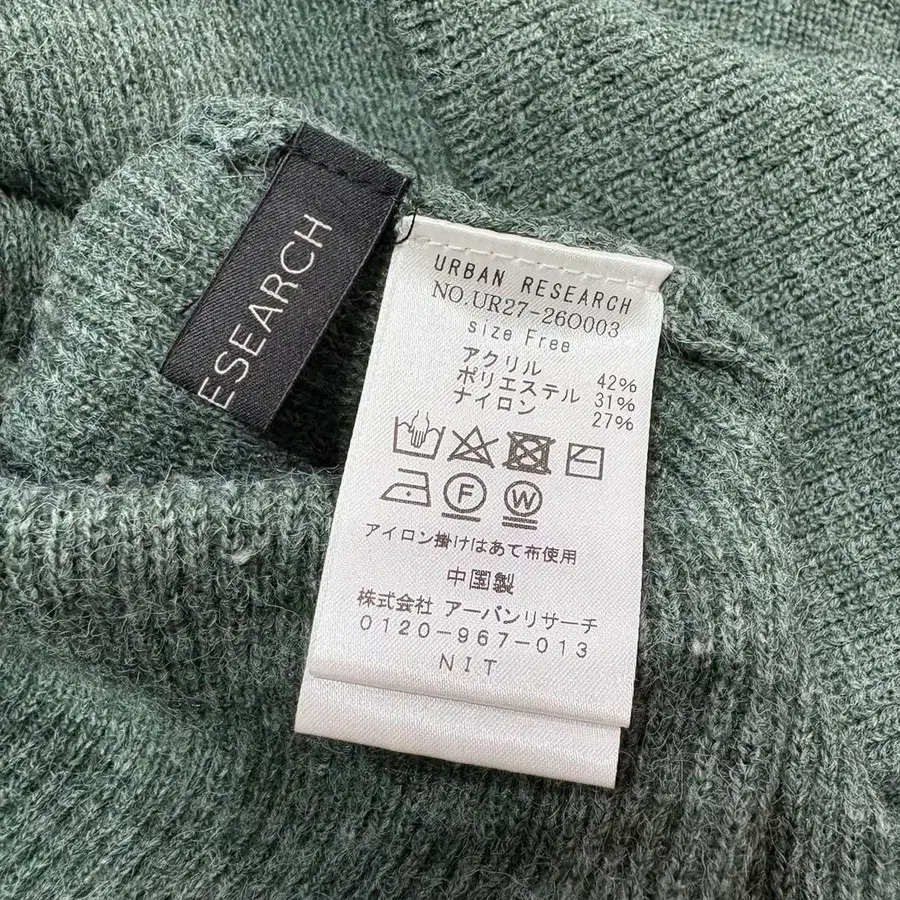 ESEARCH
URBAN RESEARCH
NO.UR27-26O003
size Free
アクリル 42%
ポリエステル 31%
ナイロン 27%
F W
アイロン掛けはあて布使用
中国製
株式会社 アーバンリサーチ
0120-967-013
NIT